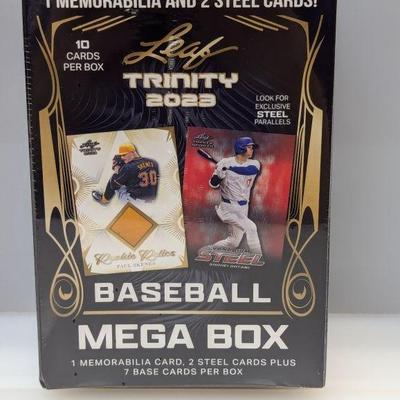 1 MEMORABILIA AND 2 STEEL CARDS!
10
CARDS
PER BOX
Leaf
TRINITY
2023
LOOK FOR
EXCLUSIVE
STEEL
PARALLELS
30
Rookie Relics
PAUL SKENES
STEEL
SHOHEI OHTANI
BASEBALL
MEGA BOX
1 MEMORABILIA CARD, 2 STEEL CARDS PLUS
7 BASE CARDS PER BOX